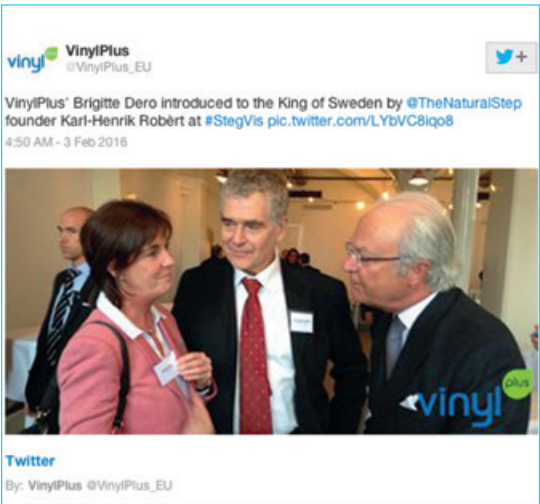 vinyl plus VinylPlus
@VinylPlus_EU
+
VinylPlus' Brigitte Dero introduced to the King of Sweden by @TheNaturalStep
founder Karl-Henrik Robèrt at #StegVis pic.twitter.com/LYbVC8iqo8
4:50 AM - 3 Feb 2016
vinyl plus
Twitter
By: VinylPlus @VinylPlus_EU